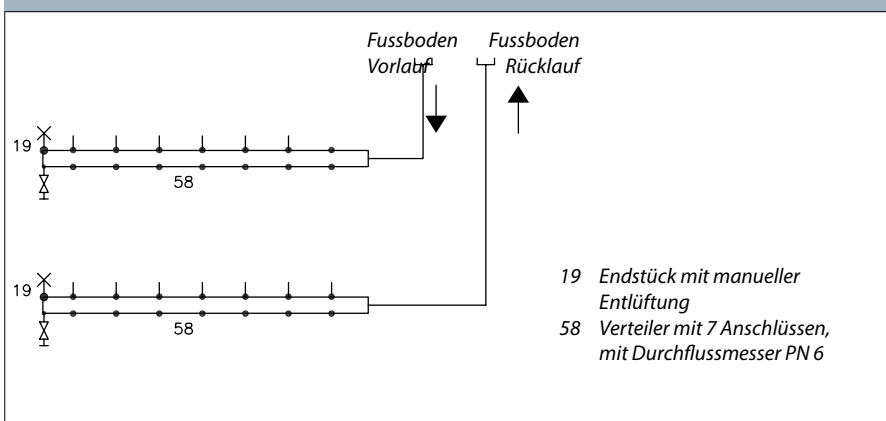 Fussboden Fussboden
Vorlauf Rücklauf
19
58
19
58
19 Endstück mit manueller
Entlüftung
58 Verteiler mit 7 Anschlüssen,
mit Durchflussmesser PN 6